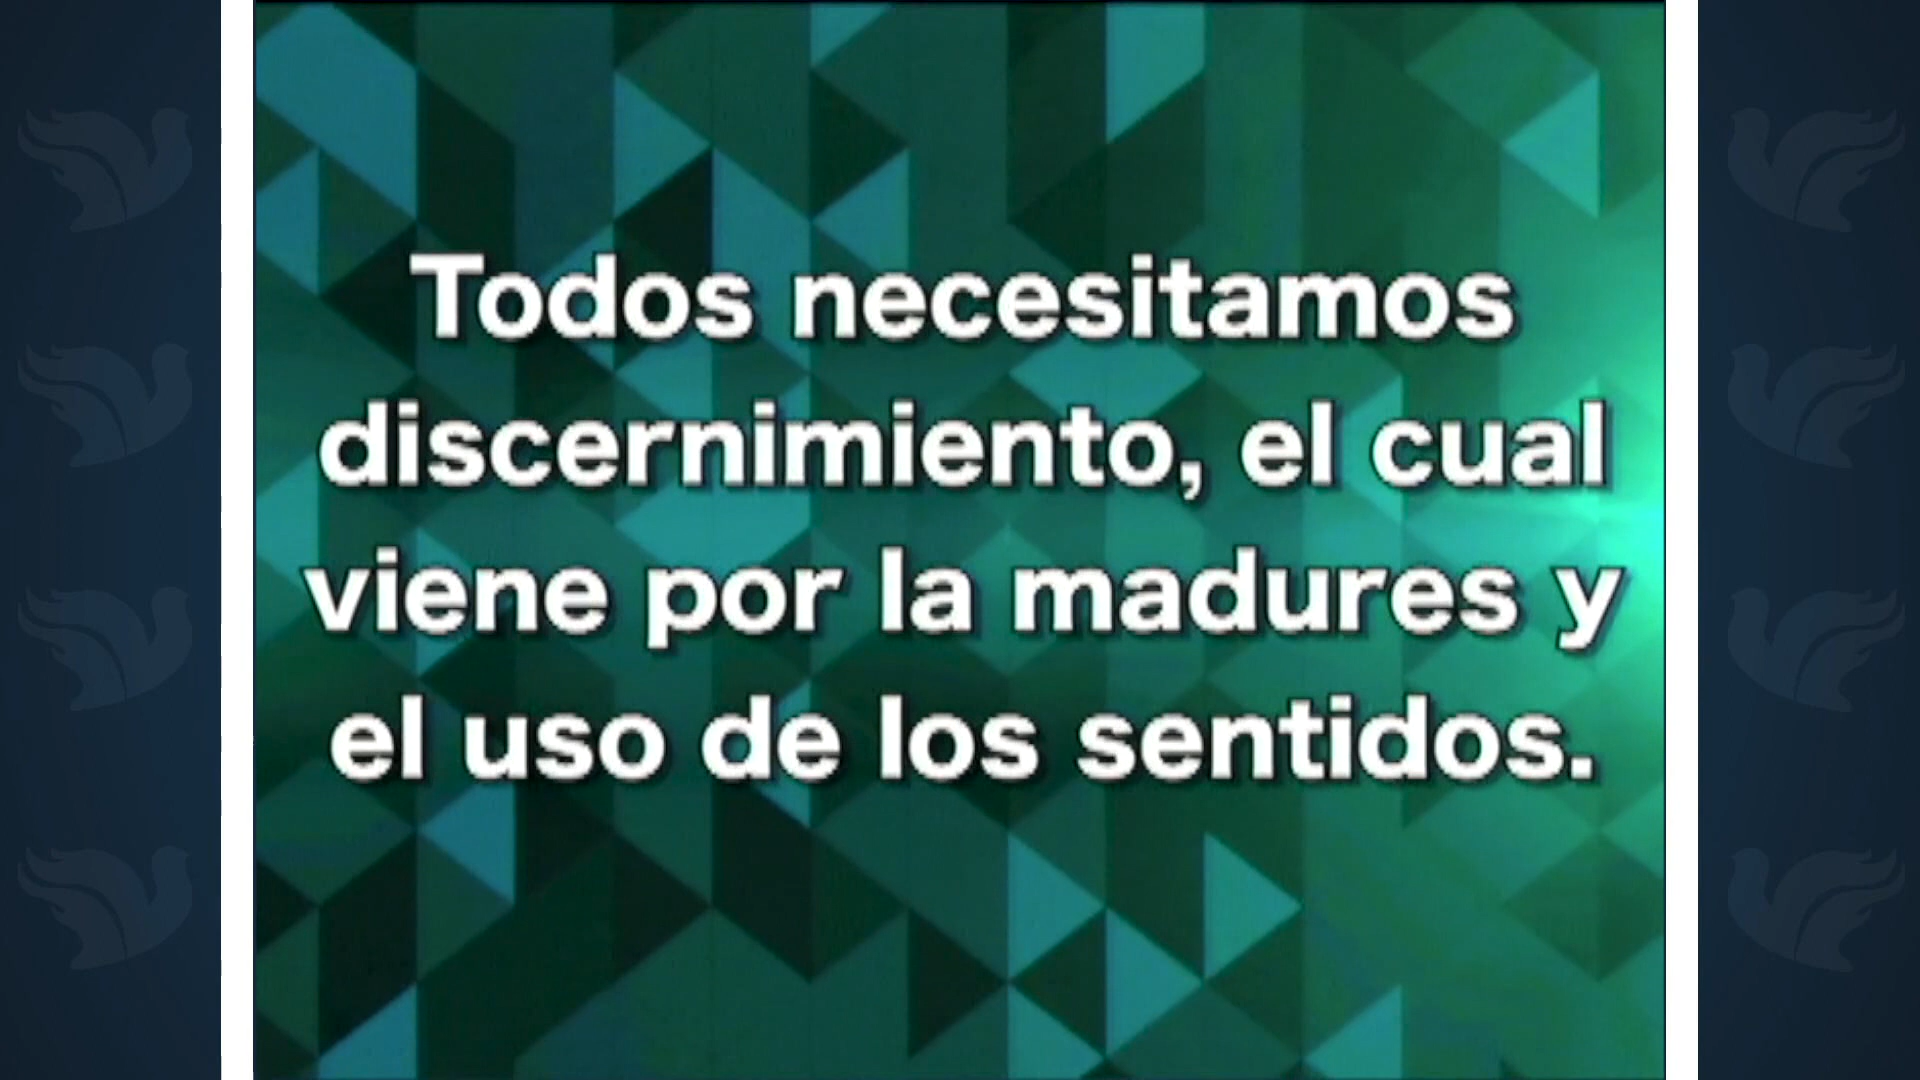 Todos necesitamos
discernimiento, el cual
viene por la madures y
el uso de los sentidos.